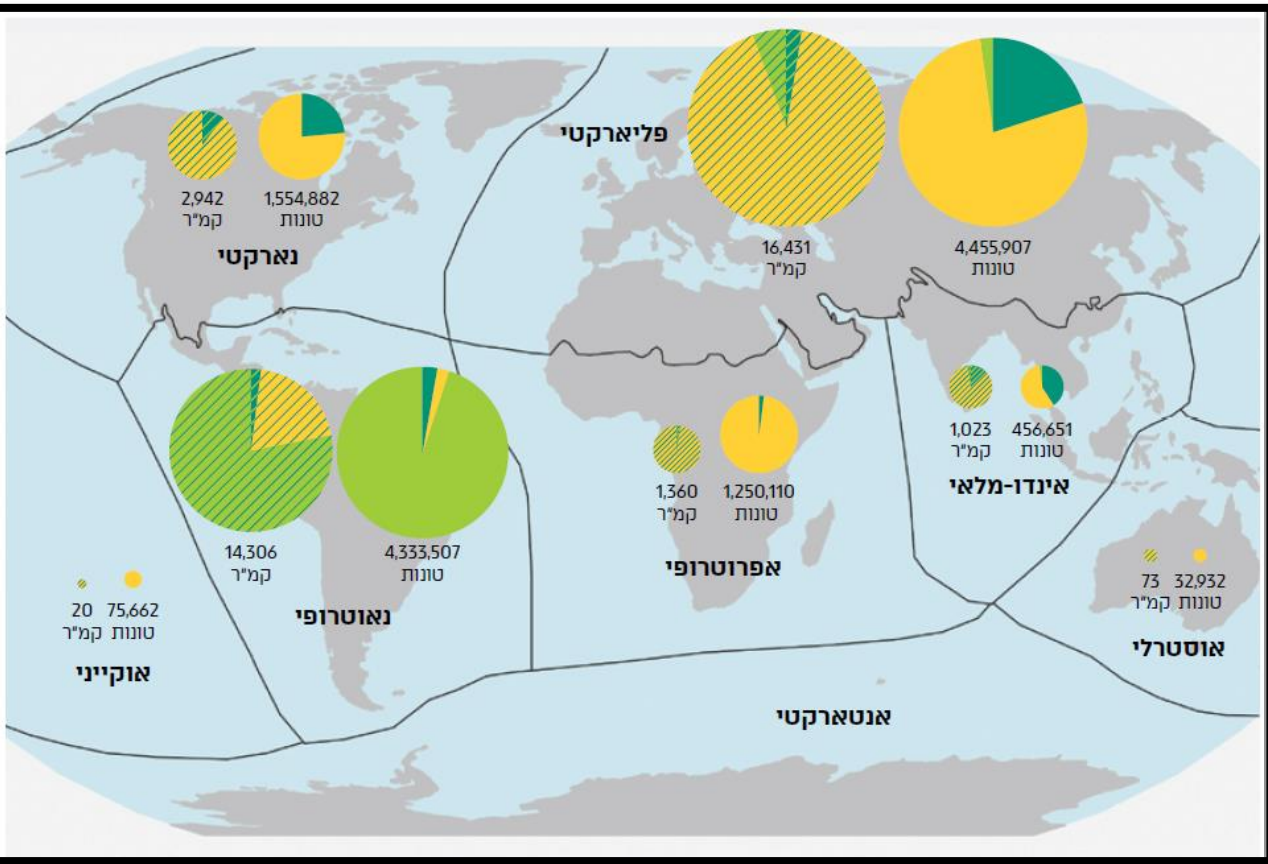 פליארקטי
2,942
קמ"ר
1,554,882
טונות
נארקטי
16,431
קמ"ר
4,455,907
טונות
14,306
קמ"ר
4,333,507
טונות
נאוטרופי
1,360
קמ"ר
1,250,110
טונות
אפרוטרופי
1,023
קמ"ר
456,651
טונות
אינדו-מלאי
20
קמ"ר
75,662
טונות
אוקייני
73
קמ"ר
32,932
טונות
אוסטרלי
אנטארקטי